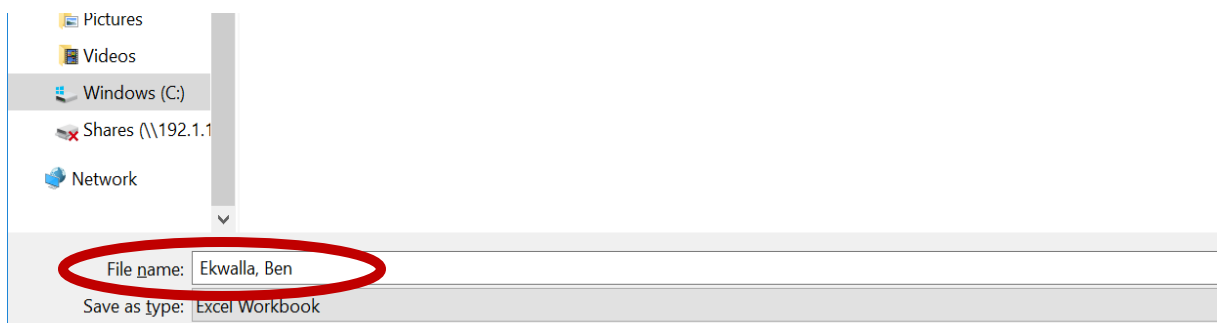 Pictures
Videos
Windows (C:)
Shares (\\192.1.1
Network
File name: Ekwalla, Ben
Save as type: Excel Workbook